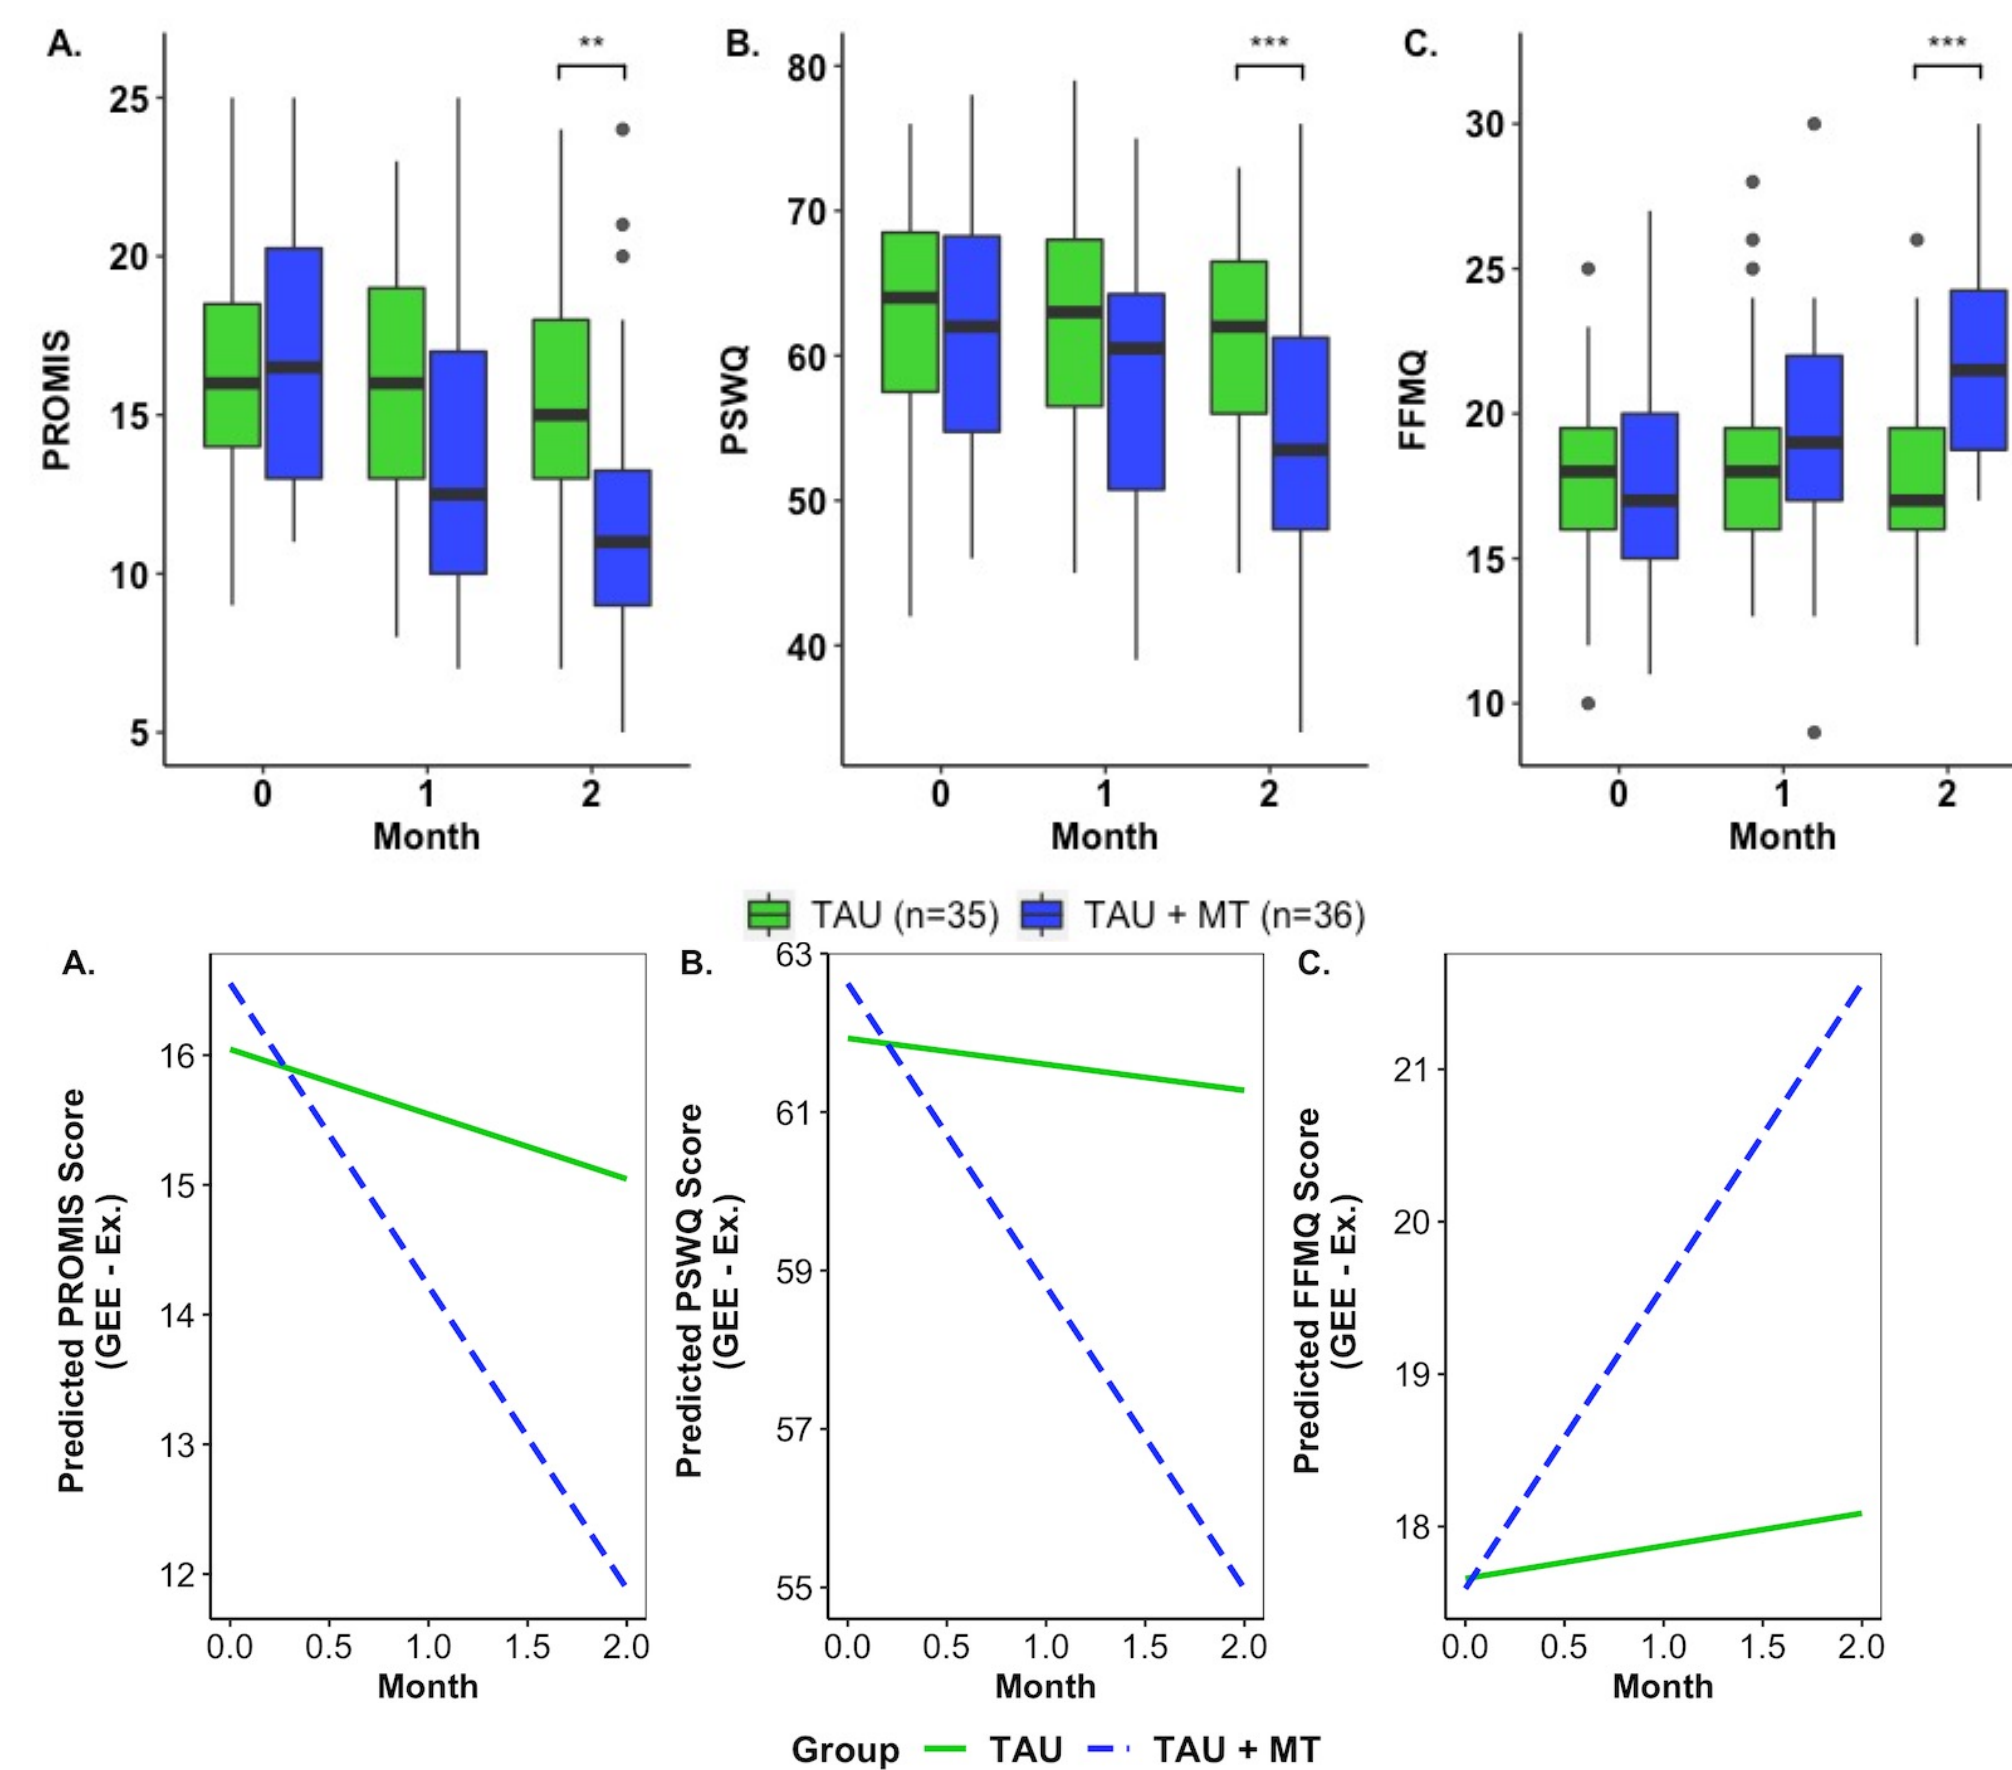 A.
**
PROMIS
25
20
15
10
5
0 1 2
Month
B.
***
PSWQ
80
70
60
50
40
0 1 2
Month
C.
***
FFMQ
30
25
20
15
10
0 1 2
Month
TAU (n=35) TAU + MT (n=36)
A.
Predicted PROMIS Score
(GEE - Ex.)
16
15
14
13
12
0.0 0.5 1.0 1.5 2.0
Month
B.
Predicted PSWQ Score
(GEE - Ex.)
63
61
59
57
55
0.0 0.5 1.0 1.5 2.0
Month
C.
Predicted FFMQ Score
(GEE - Ex.)
21
20
19
18
0.0 0.5 1.0 1.5 2.0
Month
Group TAU TAU + MT